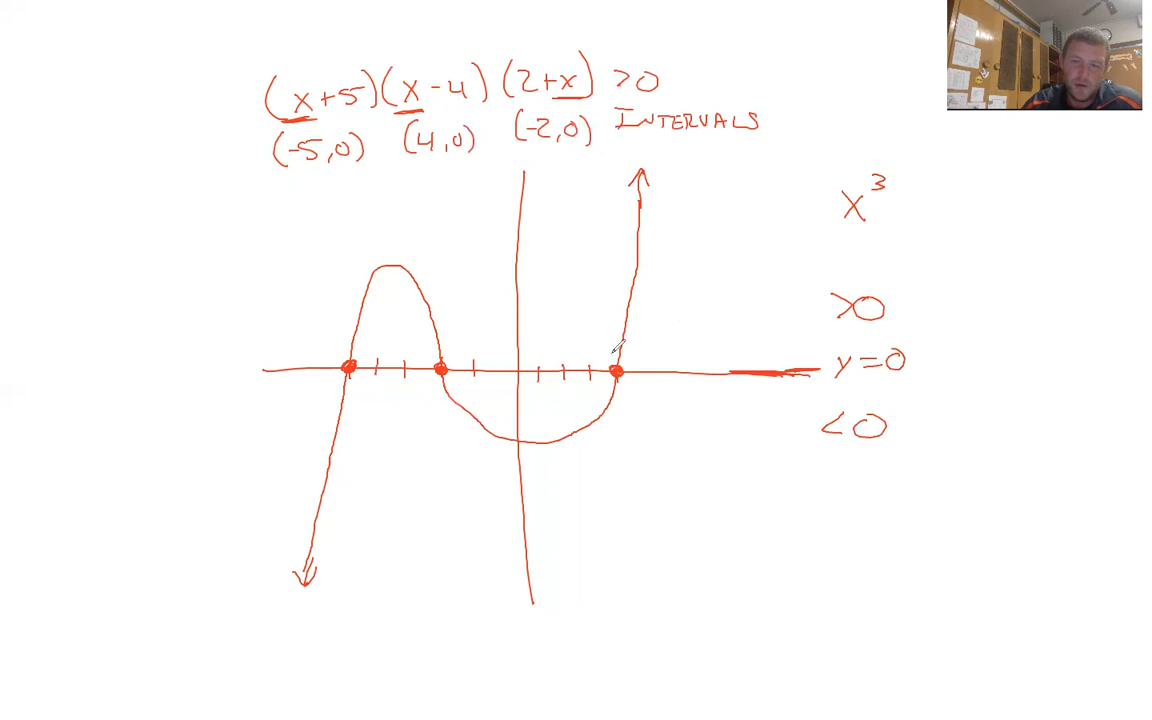 (x+5)(x-4)(2+x) >0
(-5,0) (4,0) (-2,0) INTERVALS
x³
>0
y=0
<0